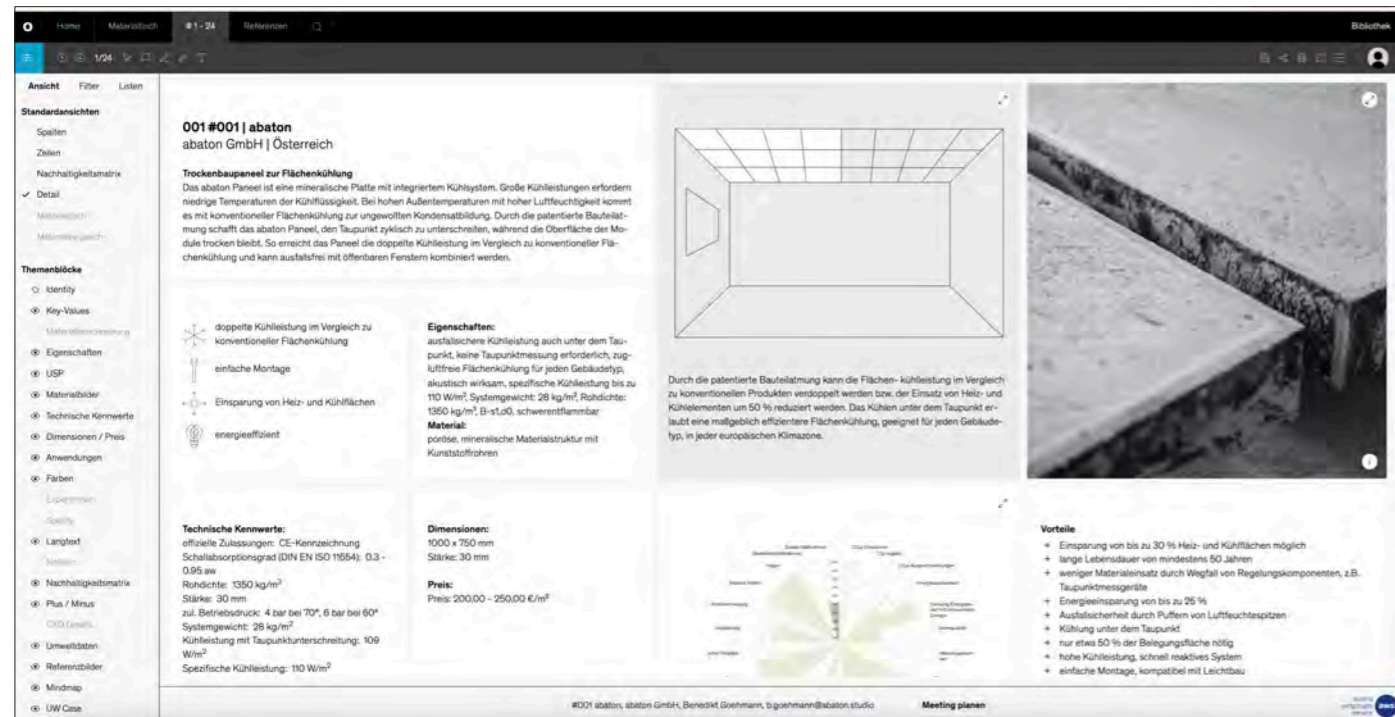 Home
Materialtisch
# 1 - 24
Referenzen
Bibliothek
1/24
Ansicht
Filter
Listen
Standardansichten
Spalten
Zeilen
Nachhaltigkeitsmatrix
Detail
Themenblöcke
Identity
Key-Values
Materialbeschreibung
Eigenschaften
USP
Materialbilder
Technische Kennwerte
Dimensionen / Preis
Anwendungen
Farben
Langtext
Nachhaltigkeitsmatrix
Plus / Minus
Umweltdaten
Referenzbilder
Mindmap
UW Case
001 #001 | abaton
abaton GmbH | Österreich
Trockenbaupaneel zur Flächenkühlung
Das abaton Paneel ist eine mineralische Platte mit integriertem Kühlsystem. Große Kühlleistungen erfordern
niedrige Temperaturen der Kühlflüssigkeit. Bei hohen Außentemperaturen mit hoher Luftfeuchtigkeit kommt
es mit konventioneller Flächenkühlung zur ungewollten Kondensatbildung. Durch die patentierte Bauteilat-
mung schafft das abaton Paneel, den Taupunkt zyklisch zu unterschreiten, während die Oberfläche der Mo-
dule trocken bleibt. So erreicht das Paneel die doppelte Kühlleistung im Vergleich zu konventioneller Flä-
chenkühlung und kann ausfallsfrei mit öffenbaren Fenstern kombiniert werden.
doppelte Kühlleistung im Vergleich zu
konventioneller Flächenkühlung
einfache Montage
Einsparung von Heiz- und Kühlflächen
energieeffizient
Eigenschaften:
ausfallsichere Kühlleistung auch unter dem Tau-
punkt, keine Taupunktmessung erforderlich, zug-
luftfreie Flächenkühlung für jeden Gebäudetyp,
akustisch wirksam, spezifische Kühlleistung bis zu
110 W/m², Systemgewicht: 28 kg/m², Rohdichte:
1350 kg/m³, B-s1,d0, schwerentflammbar
Material:
poröse, mineralische Materialstruktur mit
Kunststoffrohren
Durch die patentierte Bauteilatmung kann die Flächen- kühlleistung im Vergleich
zu konventionellen Produkten verdoppelt werden bzw. der Einsatz von Heiz- und
Kühlelementen um 50 % reduziert werden. Das Kühlen unter dem Taupunkt er-
laubt eine maßgeblich effizientere Flächenkühlung, geeignet für jeden Gebäude-
typ, in jeder europäischen Klimazone.
Technische Kennwerte:
offizielle Zulassungen: CE-Kennzeichnung
Schallabsorptionsgrad (DIN EN ISO 11654): 0.3 -
0.95 aw
Rohdichte: 1350 kg/m³
Stärke: 30 mm
zul. Betriebsdruck: 4 bar bei 70°, 6 bar bei 60°
Systemgewicht: 28 kg/m²
Kühlleistung mit Taupunktunterschreitung: 109
W/m²
Spezifische Kühlleistung: 110 W/m²
Dimensionen:
1000 x 750 mm
Stärke: 30 mm
Preis:
Preis: 200,00 - 250,00 €/m²
Vorteile
+ Einsparung von bis zu 30 % Heiz- und Kühlflächen möglich
+ lange Lebensdauer von mindestens 50 Jahren
+ weniger Materialeinsatz durch Wegfall von Regelungskomponenten, z.B.
Taupunktmessgeräte
+ Energieeinsparung von bis zu 25 %
+ Ausfallsicherheit durch Puffern von Luftfeuchtespitzen
+ Kühlung unter dem Taupunkt
+ nur etwa 50 % der Belegungsfläche nötig
+ hohe Kühlleistung, schnell reaktives System
+ einfache Montage, kompatibel mit Leichtbau
#001 abaton, abaton GmbH, Benedikt Goehmann, b.goehmann@abaton.studio
Meeting planen
aws